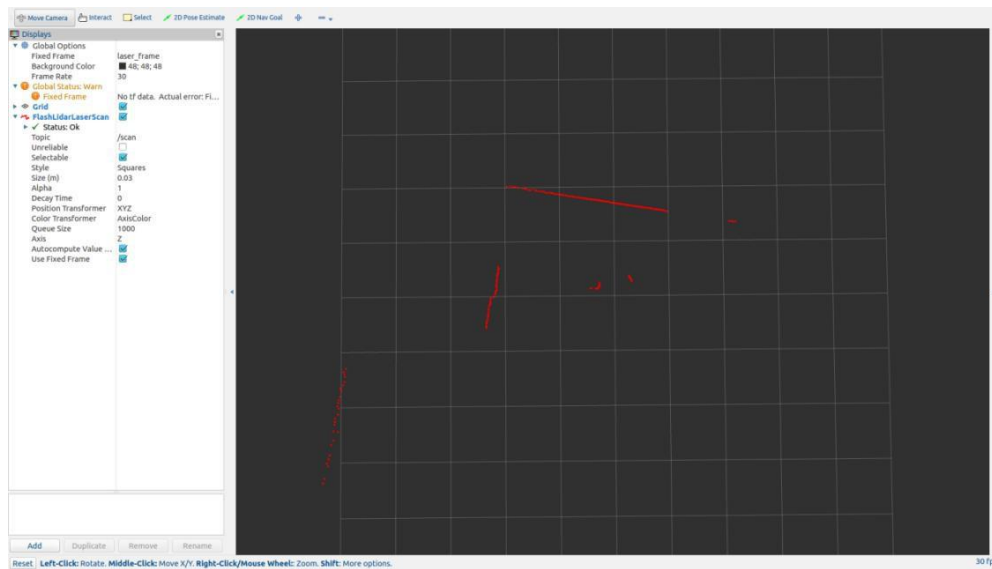 Move Camera Interact Select 2D Pose Estimate 2D Nav Goal
Displays
Global Options
Fixed Frame laser_frame
Background Color 48; 48; 48
Frame Rate 30
Global Status: Warn
Fixed Frame No tf data. Actual error: Fi...
Grid
FlashLidarLaserScan
Status: Ok
Topic /scan
Unreliable
Selectable
Style Squares
Size (m) 0.03
Alpha 1
Decay Time 0
Position Transformer XYZ
Color Transformer AxisColor
Queue Size 1000
Axis Z
Autocompute Value ...
Use Fixed Frame
Add Duplicate Remove Rename
Reset Left-Click: Rotate. Middle-Click: Move X/Y. Right-Click/Mouse Wheel: Zoom. Shift: More options. 30 fp